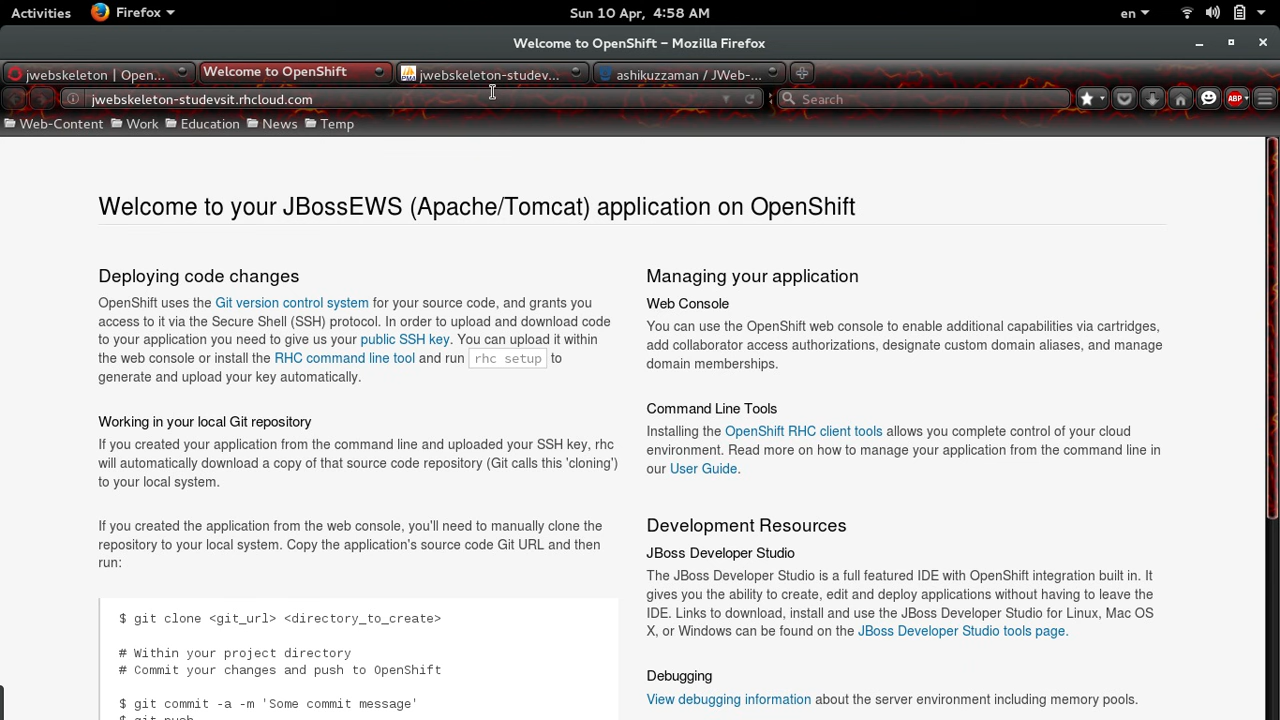 Activities Firefox Sun 10 Apr, 4:58 AM en
Welcome to OpenShift – Mozilla Firefox
jwebskeleton | Open... Welcome to OpenShift jwebskeleton-studev... ashikuzzaman / JWeb-...
jwebskeleton-studevsit.rhcloud.com Search ABP
Web-Content Work Education News Temp
Welcome to your JBossEWS (Apache/Tomcat) application on OpenShift
Deploying code changes
OpenShift uses the Git version control system for your source code, and grants you
access to it via the Secure Shell (SSH) protocol. In order to upload and download code
to your application you need to give us your public SSH key. You can upload it within
the web console or install the RHC command line tool and run rhc setup to
generate and upload your key automatically.
Working in your local Git repository
If you created your application from the command line and uploaded your SSH key, rhc
will automatically download a copy of that source code repository (Git calls this 'cloning')
to your local system.
If you created the application from the web console, you'll need to manually clone the
repository to your local system. Copy the application's source code Git URL and then
run:
$ git clone <git_url> <directory_to_create>
# Within your project directory
# Commit your changes and push to OpenShift
$ git commit -a -m 'Some commit message'
$ git push
Managing your application
Web Console
You can use the OpenShift web console to enable additional capabilities via cartridges,
add collaborator access authorizations, designate custom domain aliases, and manage
domain memberships.
Command Line Tools
Installing the OpenShift RHC client tools allows you complete control of your cloud
environment. Read more on how to manage your application from the command line in
our User Guide.
Development Resources
JBoss Developer Studio
The JBoss Developer Studio is a full featured IDE with OpenShift integration built in. It
gives you the ability to create, edit and deploy applications without having to leave the
IDE. Links to download, install and use the JBoss Developer Studio for Linux, Mac OS
X, or Windows can be found on the JBoss Developer Studio tools page.
Debugging
View debugging information about the server environment including memory pools.